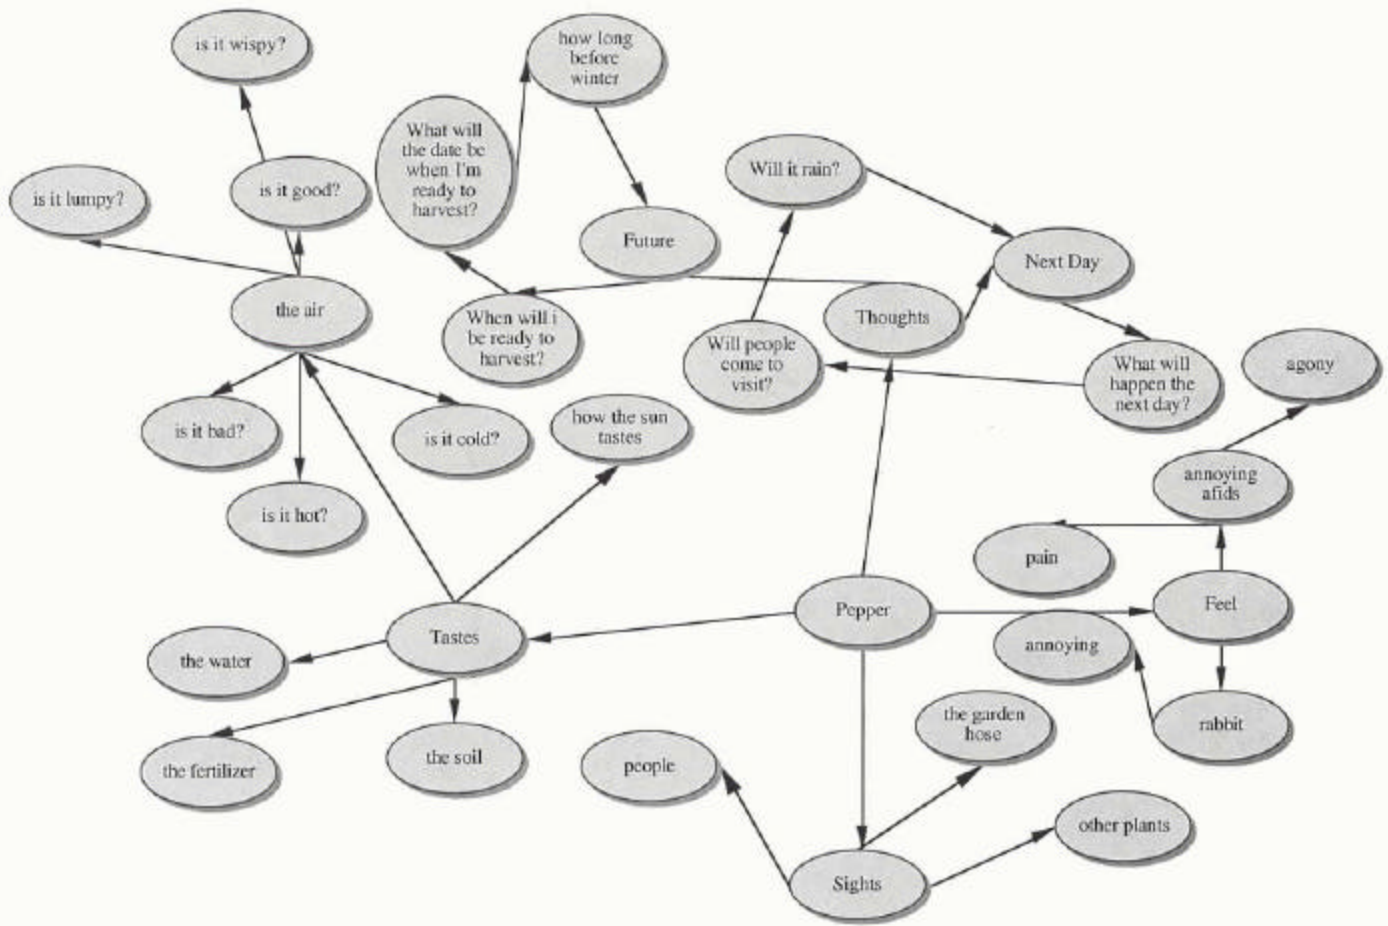 is it wispy?
how long
before
winter
What will
the date be
when I'm
ready to
harvest?
Will it rain?
is it lumpy?
is it good?
Future
Next Day
the air
When will i
be ready to
harvest?
Thoughts
Will people
come to
visit?
What will
happen the
next day?
agony
is it bad?
is it cold?
how the sun
tastes
annoying
afids
is it hot?
pain
Pepper
Feel
Tastes
annoying
the water
the garden
hose
rabbit
the fertilizer
the soil
people
other plants
Sights